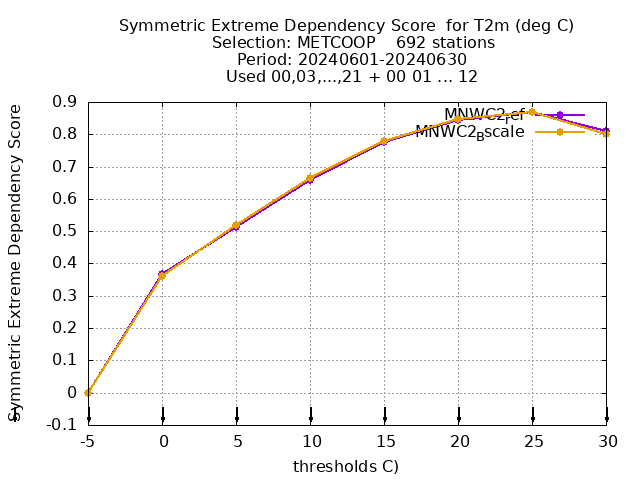 Symmetric Extreme Dependency Score  for T2m (deg C)
Selection: METCOOP    692 stations
Period: 20240601-20240630
Used 00,03,...,21 + 00 01 ... 12
Symmetric Extreme Dependency Score
0.9
0.8
0.7
0.6
0.5
0.4
0.3
0.2
0.1
0
-0.1
MNWC2ref
MNWC2Bscale
-5 0 5 10 15 20 25 30
thresholds C)